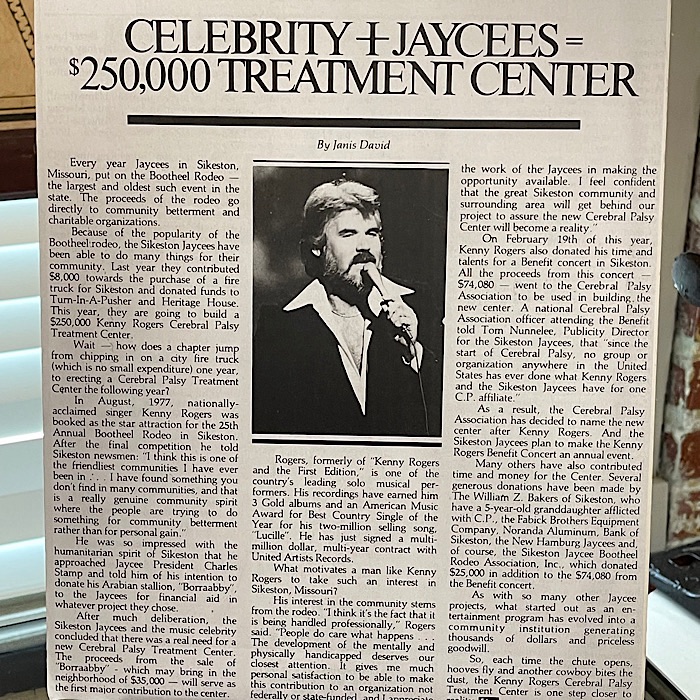 CELEBRITY + JAYCEES =
$250,000 TREATMENT CENTER
By Janis David
Every year Jaycees in Sikeston,
Missouri, put on the Bootheel Rodeo —
the largest and oldest such event in the
state. The proceeds of the rodeo go
directly to community betterment and
charitable organizations.
Because of the popularity of the
Bootheel rodeo, the Sikeston Jaycees have
been able to do many things for their
community. Last year they contributed
$8,000 towards the purchase of a fire
truck for Sikeston and donated funds to
Turn-In-A-Pusher and Heritage House.
This year, they are going to build a
$250,000 Kenny Rogers Cerebral Palsy
Treatment Center.
Wait — how does a chapter jump
from chipping in on a city fire truck
(which is no small expenditure) one year,
to erecting a Cerebral Palsy Treatment
Center the following year?
In August, 1977, nationally-
acclaimed singer Kenny Rogers was
booked as the star attraction for the 25th
Annual Bootheel Rodeo in Sikeston.
After the final competition he told
Sikeston newsmen: "I think this is one of
the friendliest communities I have ever
been in . . . I have found something you
don't find in many communities, and that
is a really genuine community spirit
where the people are trying to do
something for community betterment
rather than for personal gain."
He was so impressed with the
humanitarian spirit of Sikeston that he
approached Jaycee President Charles
Stamp and told him of his intention to
donate his Arabian stallion, "Borraabby",
to the Jaycees for financial aid in
whatever project they chose.
After much deliberation, the
Sikeston Jaycees and the music celebrity
concluded that there was a real need for a
new Cerebral Palsy Treatment Center.
The proceeds from the sale of
"Borraabby" - which may bring in the
neighborhood of $35,000 — will serve as
the first major contribution to the center.
Rogers, formerly of "Kenny Rogers
and the First Edition," is one of the
country's leading solo musical per-
formers. His recordings have earned him
3 Gold albums and an American Music
Award for Best Country Single of the
Year for his two-million selling song,
"Lucille". He has just signed a multi-
million dollar, multi-year contract with
United Artists Records.
What motivates a man like Kenny
Rogers to take such an interest in
Sikeston, Missouri?
His interest in the community stems
from the rodeo. "I think it's the fact that it
is being handled professionally," Rogers
said. "People do care what happens . . .
The development of the mentally and
physically handicapped deserves our
closest attention. It gives me much
personal satisfaction to be able to make
this contribution to an organization not
federally or state-funded, and I appreciate
the work of the Jaycees in making the
opportunity available. I feel confident
that the great Sikeston community and
surrounding area will get behind our
project to assure the new Cerebral Palsy
Center will become a reality."
On February 19th of this year,
Kenny Rogers also donated his time and
talents for a Benefit concert in Sikeston.
All the proceeds from this concert —
$74,080 — went to the Cerebral Palsy
Association to be used in building the
new center. A national Cerebral Palsy
Association officer attending the Benefit
told Tom Nunnelee, Publicity Director
for the Sikeston Jaycees, that "since the
start of Cerebral Palsy, no group or
organization anywhere in the United
States has ever done what Kenny Rogers
and the Sikeston Jaycees have for one
C.P. affiliate."
As a result, the Cerebral Palsy
Association has decided to name the new
center after Kenny Rogers. And the
Sikeston Jaycees plan to make the Kenny
Rogers Benefit Concert an annual event.
Many others have also contributed
time and money for the Center. Several
generous donations have been made by
The William Z. Bakers of Sikeston, who
have a 5-year-old granddaughter afflicted
with C.P., the Fabick Brothers Equipment
Company, Noranda Aluminum, Bank of
Sikeston, the New Hamburg Jaycees and,
of course, the Sikeston Jaycee Bootheel
Rodeo Association, Inc., which donated
$25,000 in addition to the $74,080 from
the Benefit concert.
As with so many other Jaycee
projects, what started out as an en-
tertainment program has evolved into a
community institution generating
thousands of dollars and priceless
goodwill.
So, each time the chute opens,
hooves fly and another cowboy bites the
dust, the Kenny Rogers Cerebral Palsy
Treatment Center is one step closer to